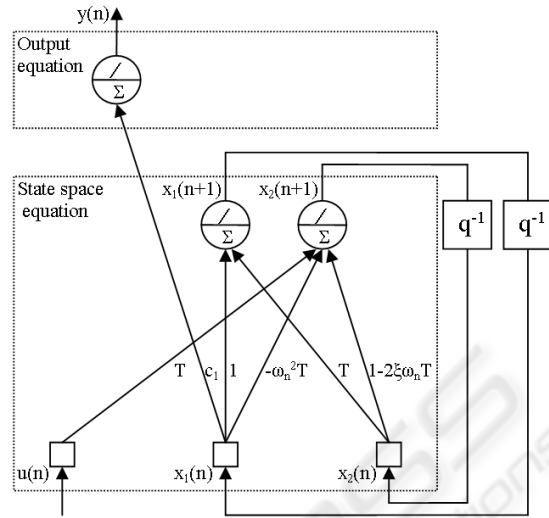 y(n)
Output
equation
/
Σ
State space
equation
x₁(n+1)
x₂(n+1)
/
Σ
/
Σ
q⁻¹
q⁻¹
T
c₁
1
-ωₙ²T
T
1-2ξωₙT
u(n)
x₁(n)
x₂(n)